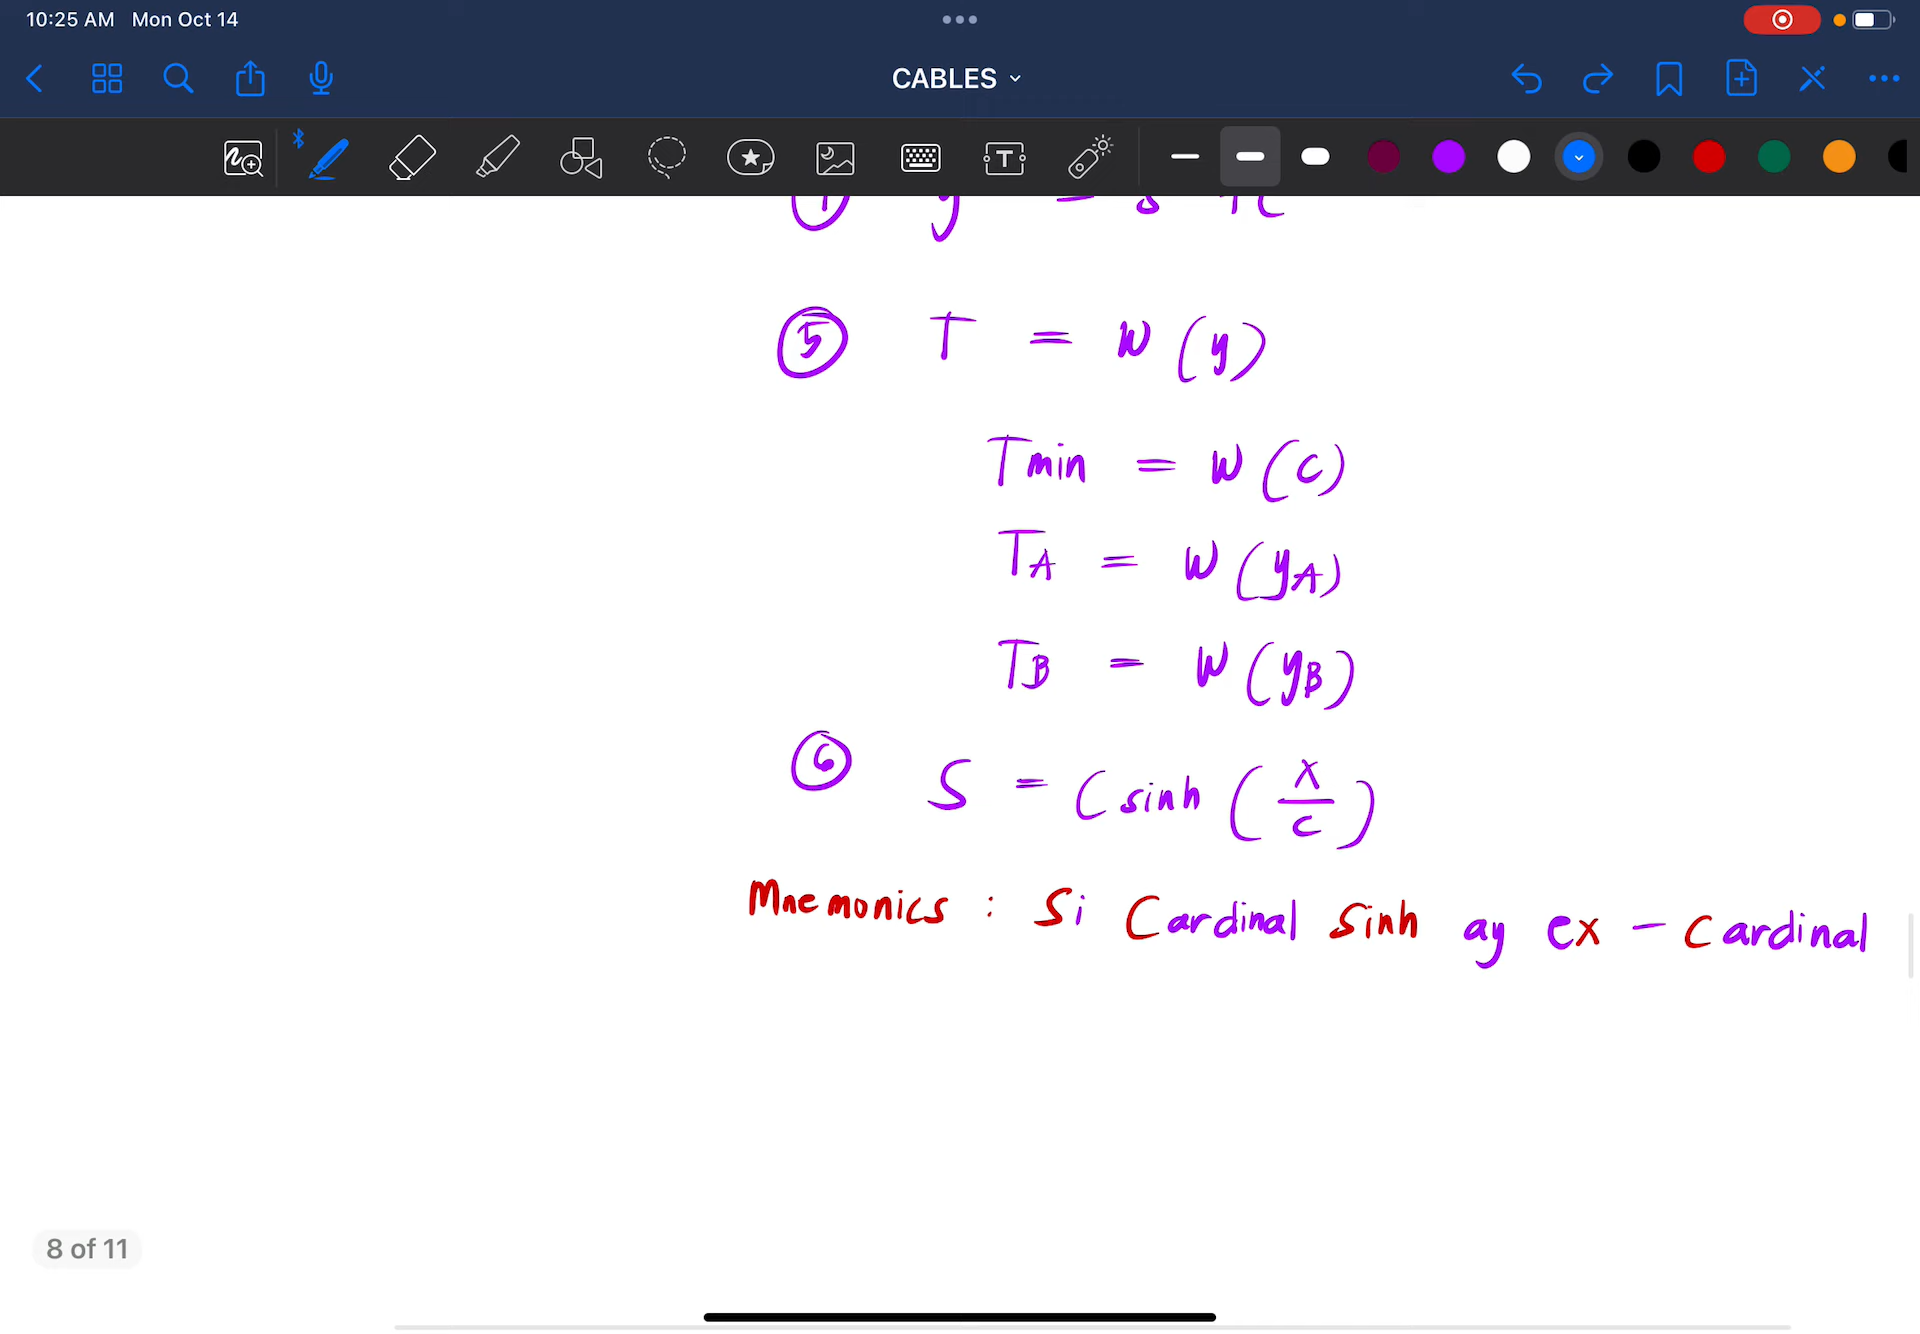 10:25 AM Mon Oct 14
CABLES
T
⑤ T = W (y)
Tmin = W (c)
TA = W (yA)
TB = W (yB)
⑥ S = C sinh (x/c)
Mnemonics : Si Cardinal Sinh ay ex - Cardinal
8 of 11